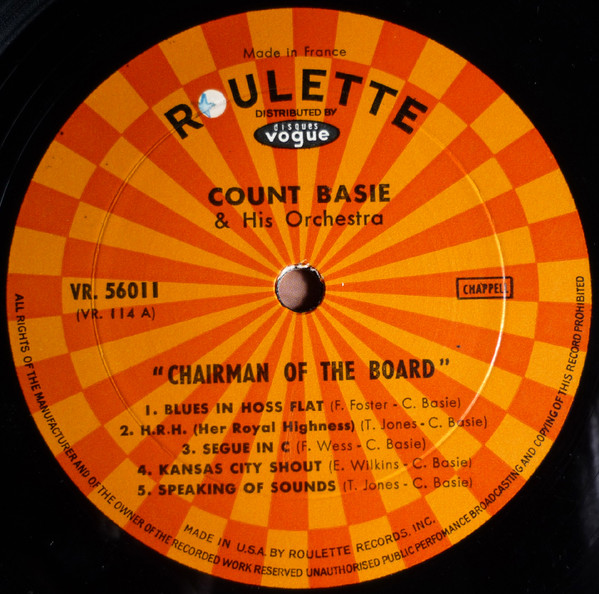 Made in France
ROULETTE
DISTRIBUTED BY
disques
vogue
COUNT BASIE
& His Orchestra
VR. 56011
(VR. 114 A)
CHAPPELL
"CHAIRMAN OF THE BOARD"
1. BLUES IN HOSS FLAT (F. Foster - C. Basie)
2. H.R.H. (Her Royal Highness) (T. Jones - C. Basie)
3. SEGUE IN C (F. Wess - C. Basie)
4. KANSAS CITY SHOUT (E. Wilkins - C. Basie)
5. SPEAKING OF SOUNDS (T. Jones - C. Basie)
MADE IN U.S.A. BY ROULETTE RECORDS, INC.
ALL RIGHTS OF THE MANUFACTURER AND OF THE OWNER OF THE RECORDED WORK RESERVED UNAUTHORISED PUBLIC PERFOMANCE BROADCASTING AND COPYING OF THIS RECORD PROHIBITED